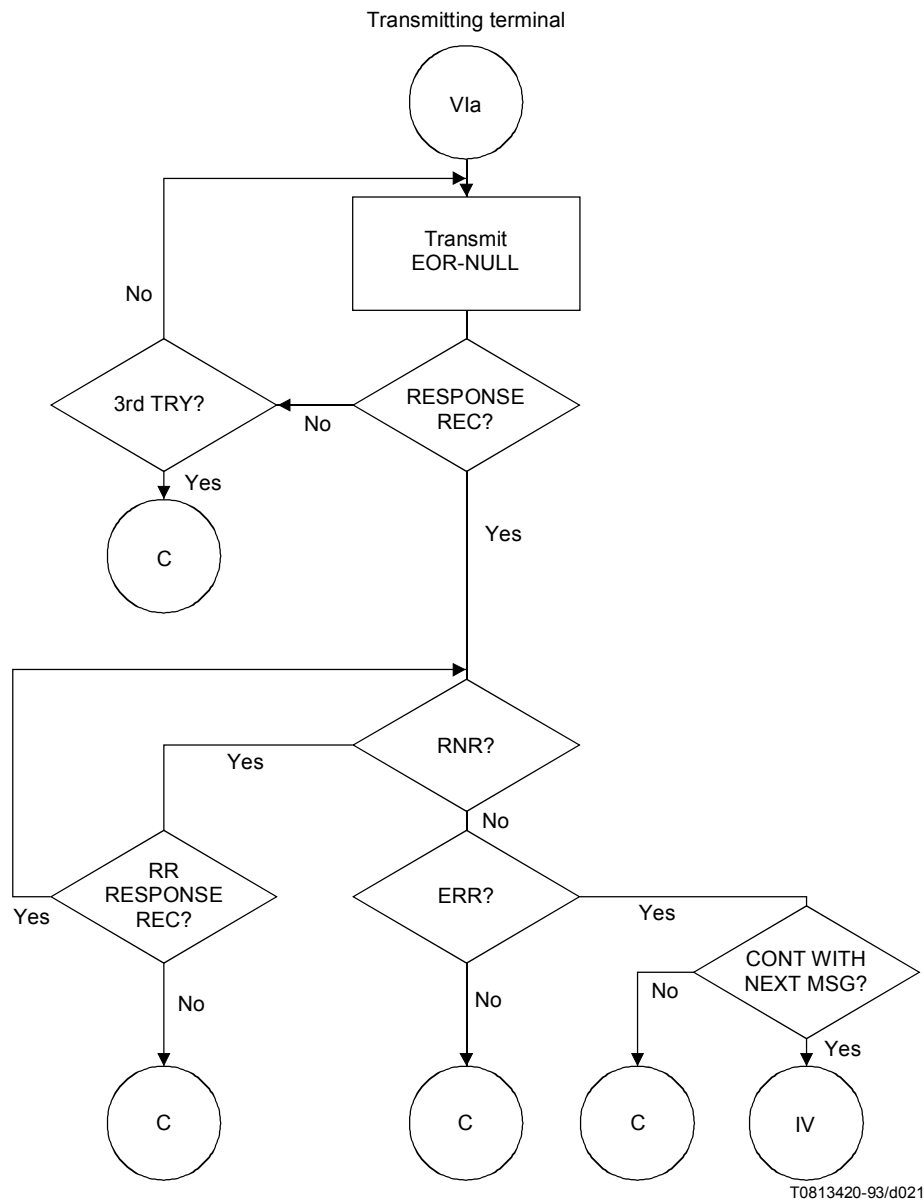 Transmitting terminal
VIa
Transmit
EOR-NULL
No
3rd TRY?
No
RESPONSE
REC?
Yes
C
Yes
RNR?
Yes
No
RR
RESPONSE
REC?
Yes
ERR?
Yes
CONT WITH
NEXT MSG?
No
No
No
Yes
C
C
C
IV
T0813420-93/d021